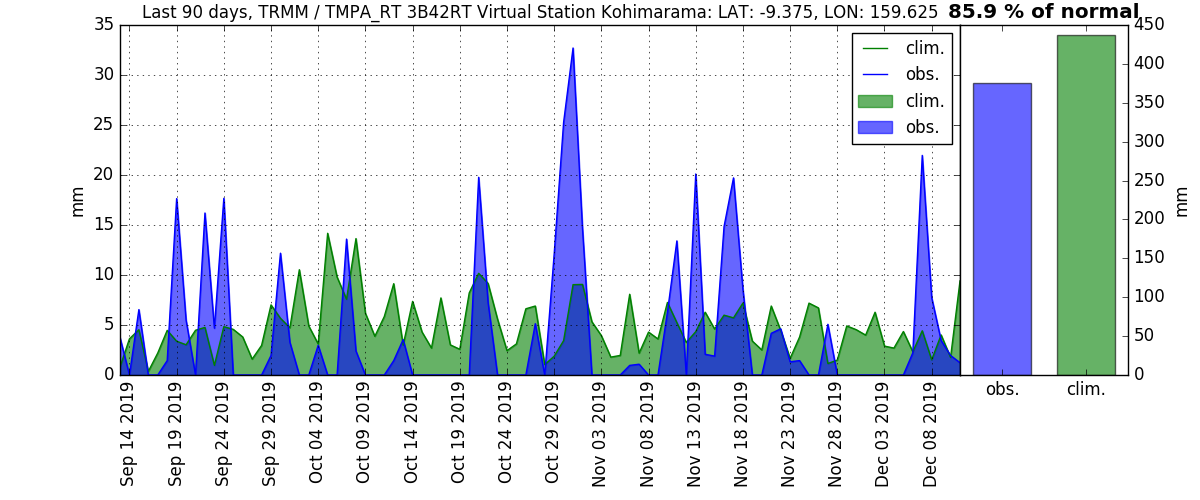 Last 90 days, TRMM / TMPA_RT 3B42RT Virtual Station Kohimarama: LAT: -9.375, LON: 159.625 85.9 % of normal
35
30
25
20
15
10
5
0
mm
clim.
obs.
clim.
obs.
450
400
350
300
250
200
150
100
50
0
mm
Sep 14 2019
Sep 19 2019
Sep 24 2019
Sep 29 2019
Oct 04 2019
Oct 09 2019
Oct 14 2019
Oct 19 2019
Oct 24 2019
Oct 29 2019
Nov 03 2019
Nov 08 2019
Nov 13 2019
Nov 18 2019
Nov 23 2019
Nov 28 2019
Dec 03 2019
Dec 08 2019
obs. clim.